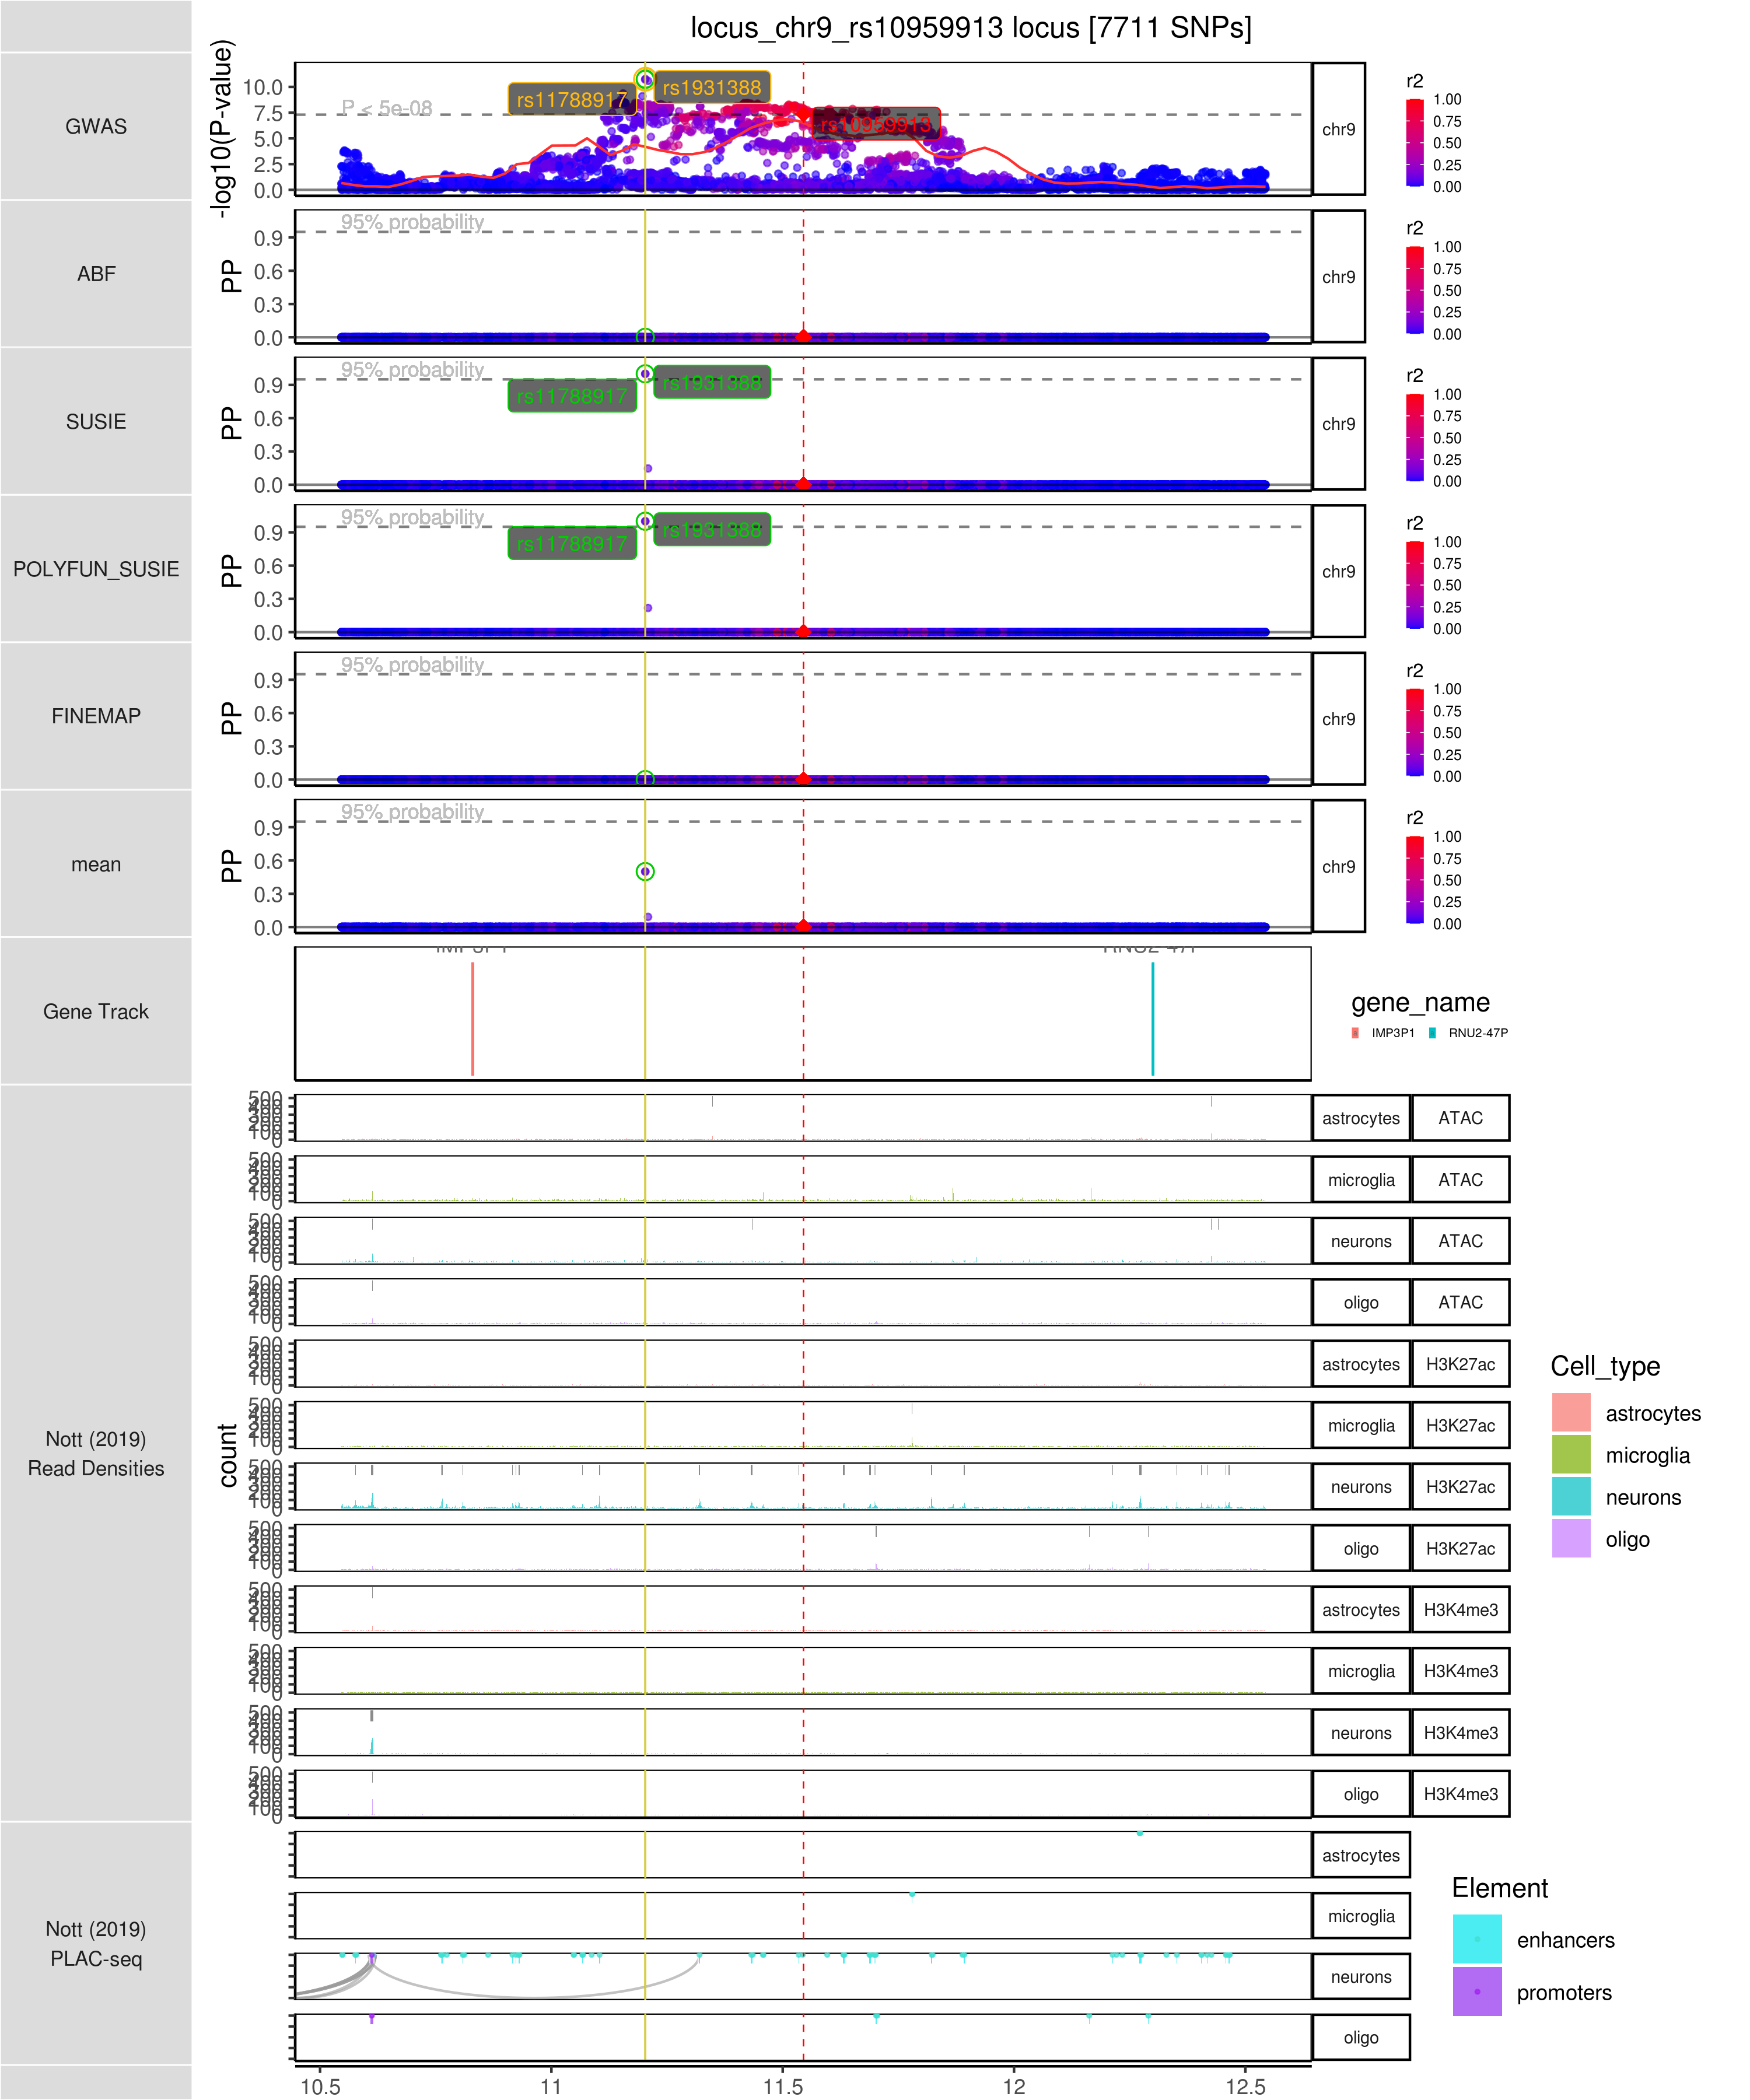 locus_chr9_rs10959913 locus [7711 SNPs]
GWAS
-log10(P-value)
10.0
7.5
5.0
2.5
0.0
P < 5e-08
rs11788917
rs1931388
rs10959913
chr9
r2
1.00
0.75
0.50
0.25
0.00
ABF
PP
0.9
0.6
0.3
0.0
95% probability
chr9
r2
1.00
0.75
0.50
0.25
0.00
SUSIE
PP
0.9
0.6
0.3
0.0
95% probability
rs11788917
rs1931388
chr9
r2
1.00
0.75
0.50
0.25
0.00
POLYFUN_SUSIE
PP
0.9
0.6
0.3
0.0
95% probability
rs11788917
rs1931388
chr9
r2
1.00
0.75
0.50
0.25
0.00
FINEMAP
PP
0.9
0.6
0.3
0.0
95% probability
chr9
r2
1.00
0.75
0.50
0.25
0.00
mean
PP
0.9
0.6
0.3
0.0
95% probability
chr9
r2
1.00
0.75
0.50
0.25
0.00
Gene Track
gene_name
IMP3P1
RNU2-47P
Nott (2019)
Read Densities
count
astrocytes ATAC
microglia ATAC
neurons ATAC
oligo ATAC
astrocytes H3K27ac
microglia H3K27ac
neurons H3K27ac
oligo H3K27ac
astrocytes H3K4me3
microglia H3K4me3
neurons H3K4me3
oligo H3K4me3
Cell_type
astrocytes
microglia
neurons
oligo
Nott (2019)
PLAC-seq
astrocytes
microglia
neurons
oligo
Element
enhancers
promoters
10.5
11
11.5
12
12.5